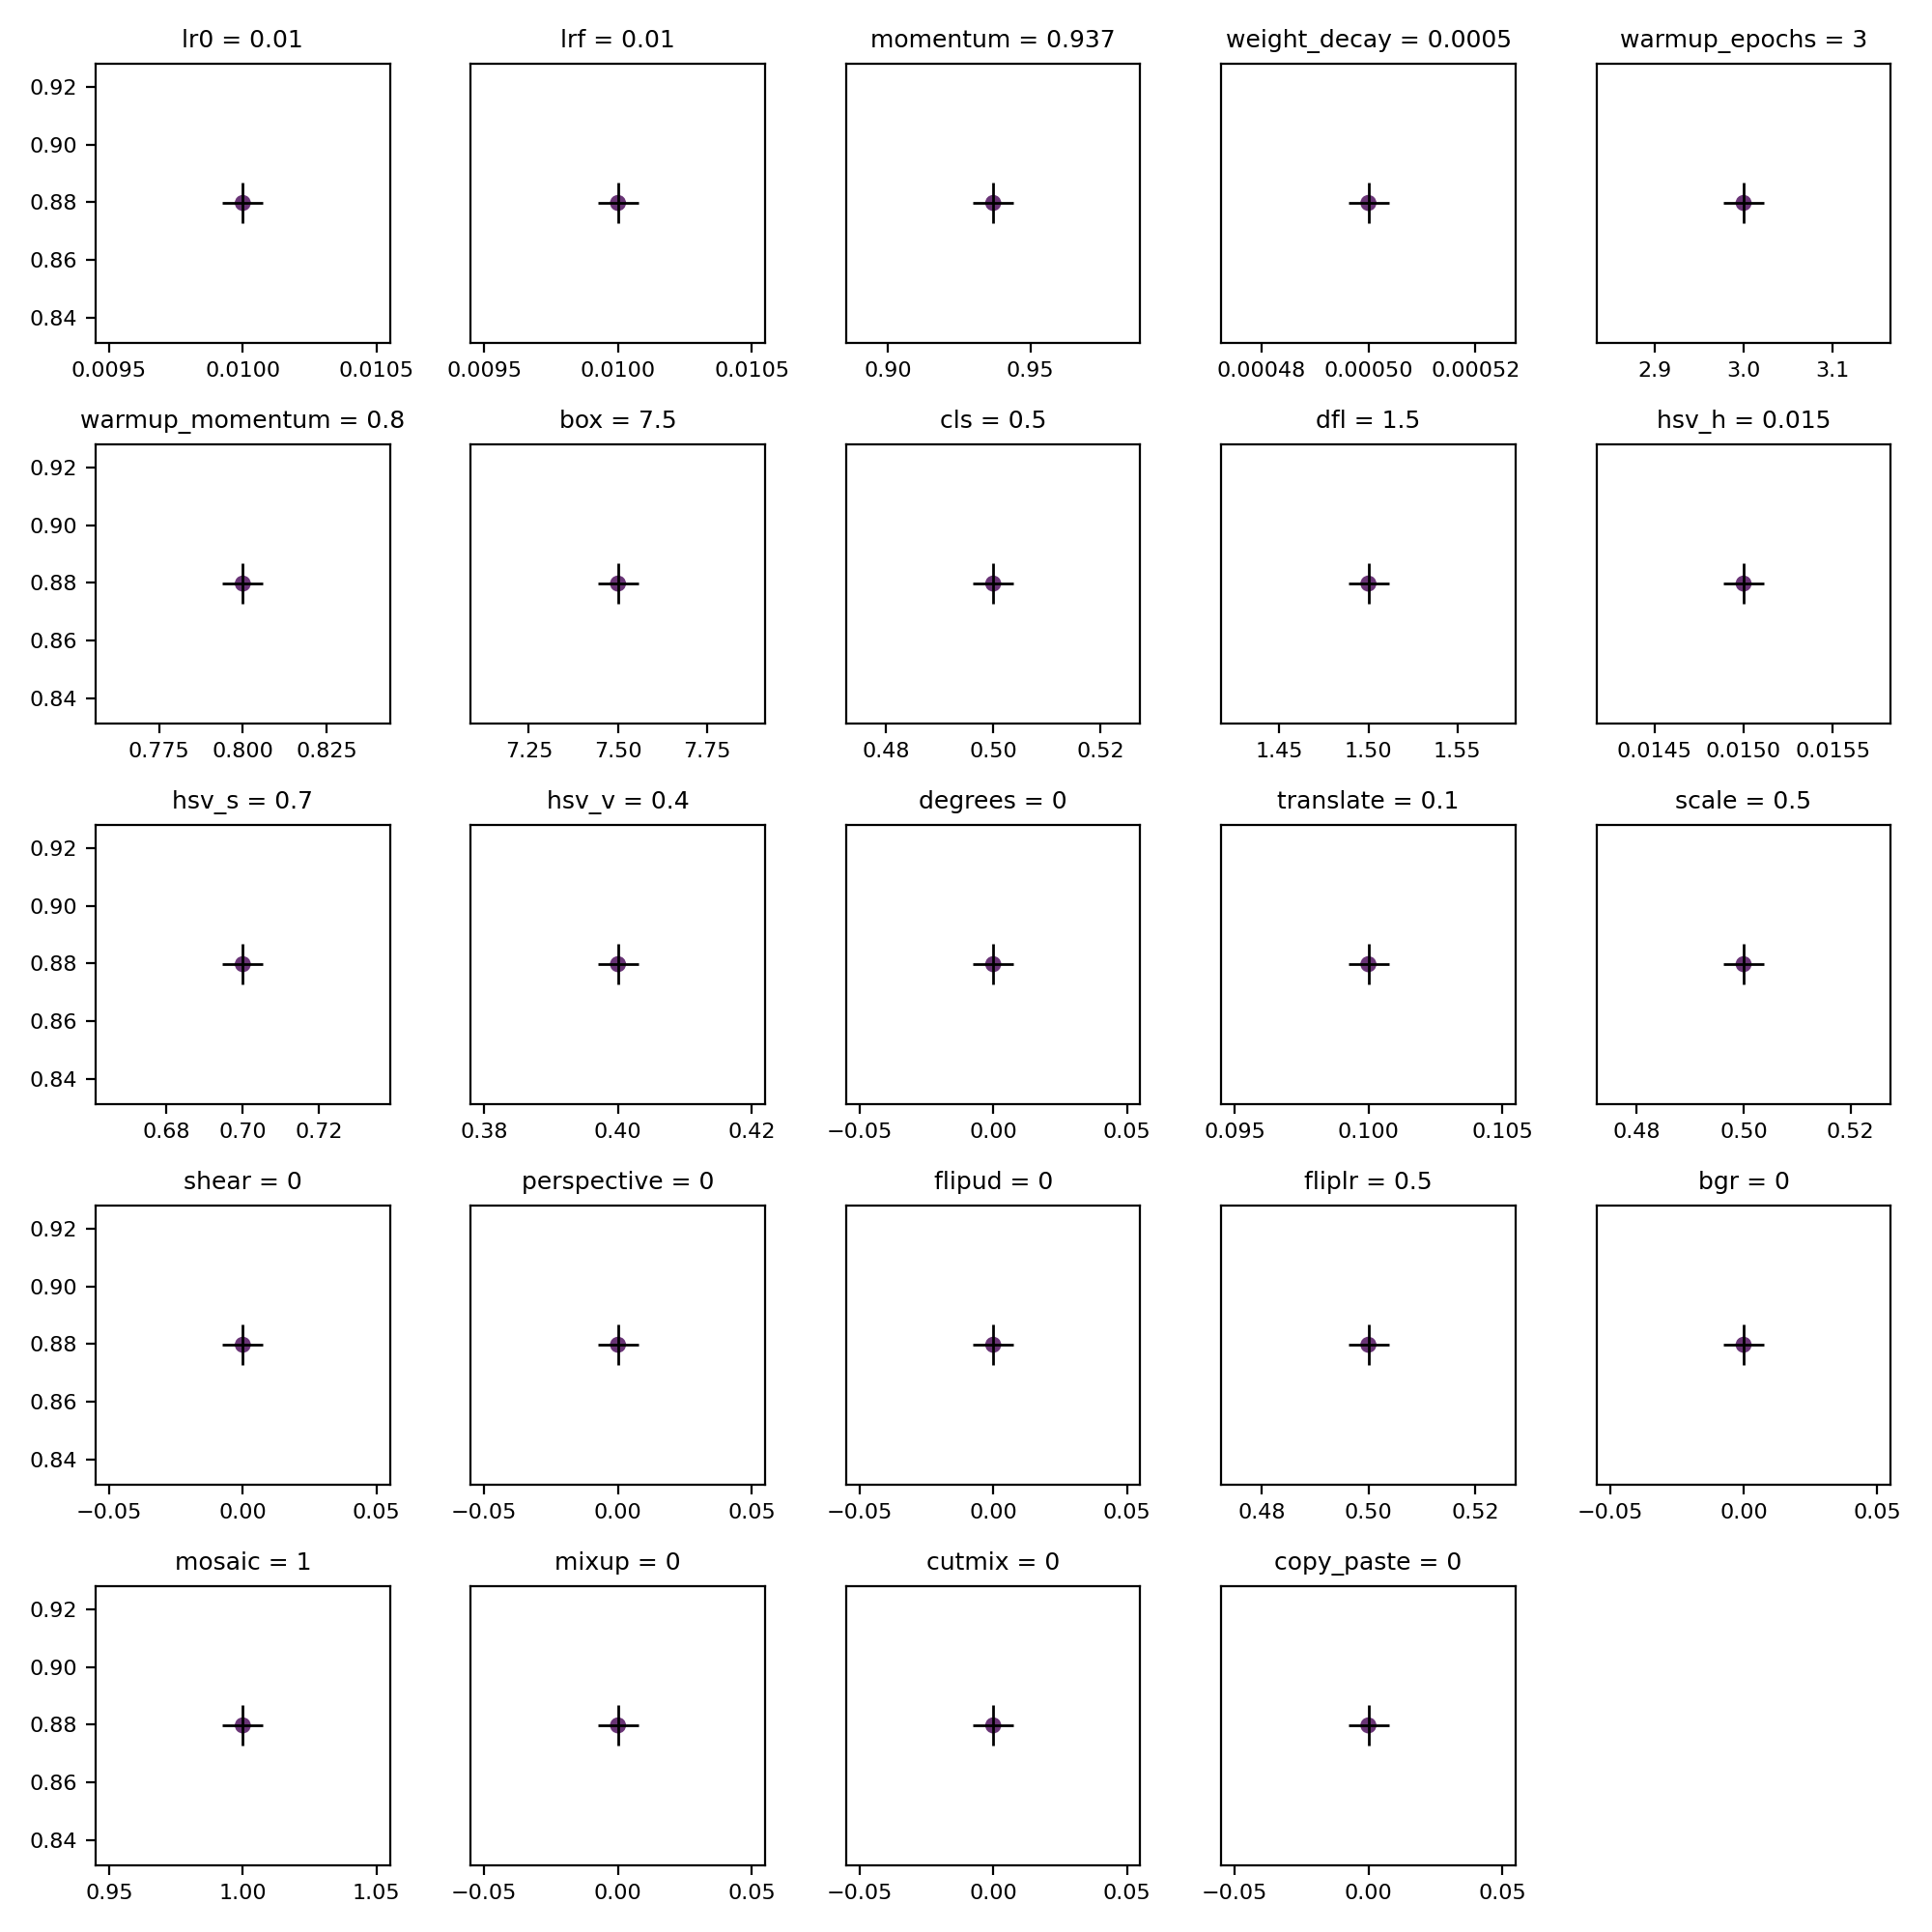 lr0 = 0.01 lrf = 0.01 momentum = 0.937 weight_decay = 0.0005 warmup_epochs = 3
0.92
0.90
0.88
0.86
0.84
0.0095 0.0100 0.0105 0.0095 0.0100 0.0105 0.90 0.95 0.00048 0.00050 0.00052 2.9 3.0 3.1
warmup_momentum = 0.8 box = 7.5 cls = 0.5 dfl = 1.5 hsv_h = 0.015
0.92
0.90
0.88
0.86
0.84
0.775 0.800 0.825 7.25 7.50 7.75 0.48 0.50 0.52 1.45 1.50 1.55 0.0145 0.0150 0.0155
hsv_s = 0.7 hsv_v = 0.4 degrees = 0 translate = 0.1 scale = 0.5
0.92
0.90
0.88
0.86
0.84
0.68 0.70 0.72 0.38 0.40 0.42 −0.05 0.00 0.05 0.095 0.100 0.105 0.48 0.50 0.52
shear = 0 perspective = 0 flipud = 0 fliplr = 0.5 bgr = 0
0.92
0.90
0.88
0.86
0.84
−0.05 0.00 0.05 −0.05 0.00 0.05 −0.05 0.00 0.05 0.48 0.50 0.52 −0.05 0.00 0.05
mosaic = 1 mixup = 0 cutmix = 0 copy_paste = 0
0.92
0.90
0.88
0.86
0.84
0.95 1.00 1.05 −0.05 0.00 0.05 −0.05 0.00 0.05 −0.05 0.00 0.05